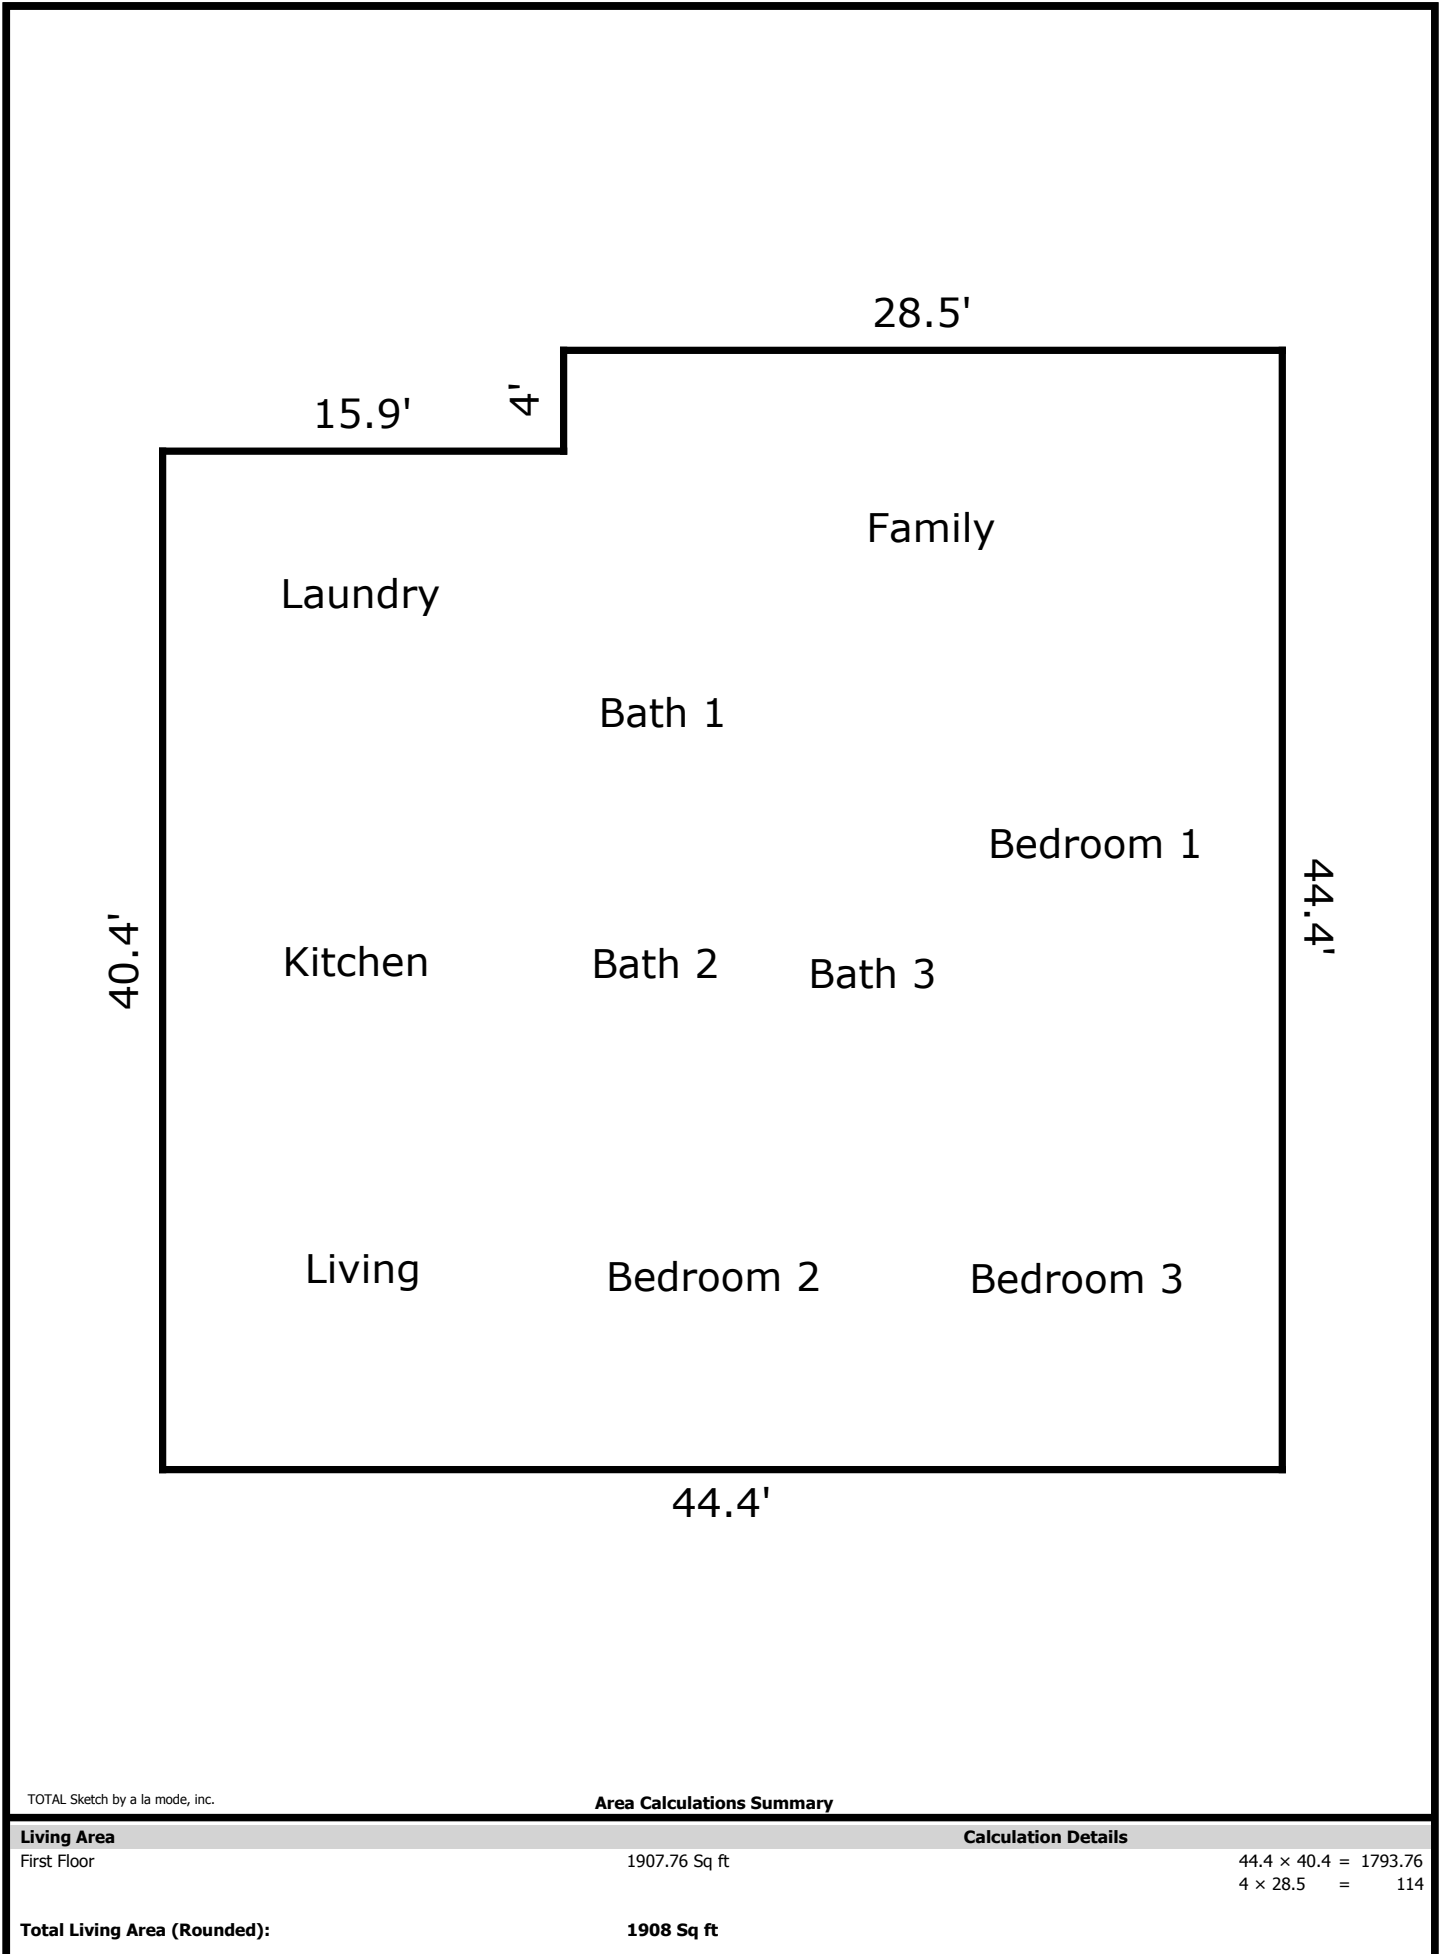 28.5'
15.9'
4'
Family
Laundry
Bath 1
Bedroom 1
44.4'
40.4'
Kitchen
Bath 2
Bath 3
Living
Bedroom 2
Bedroom 3
44.4'
TOTAL Sketch by a la mode, inc.
Area Calculations Summary
Living Area Calculation Details
First Floor 1907.76 Sq ft 44.4 × 40.4 = 1793.76
4 × 28.5 = 114
Total Living Area (Rounded): 1908 Sq ft